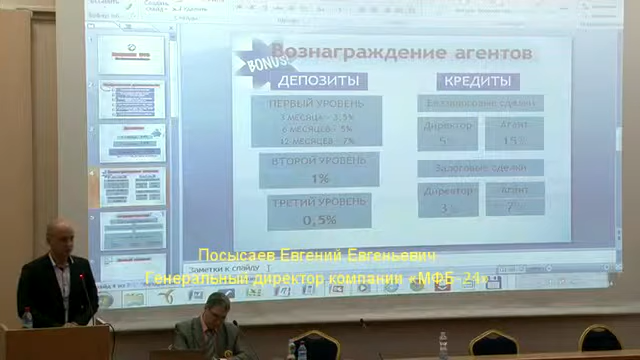 Вознаграждение агентов
BONUS
ДЕПОЗИТЫ
КРЕДИТЫ
ПЕРВЫЙ УРОВЕНЬ
3 МЕСЯЦА – 3,5%
6 МЕСЯЦЕВ – 5%
12 МЕСЯЦЕВ – 7%
ВТОРОЙ УРОВЕНЬ
1%
ТРЕТИЙ УРОВЕНЬ
0,5%
Беззалоговые сделки
Директор
5%
Агент
15%
Залоговые сделки
Директор
3%
Агент
7%
Посысаев Евгений Евгеньевич
Заметки к слайду
Генеральный директор компании «МФБ-24»